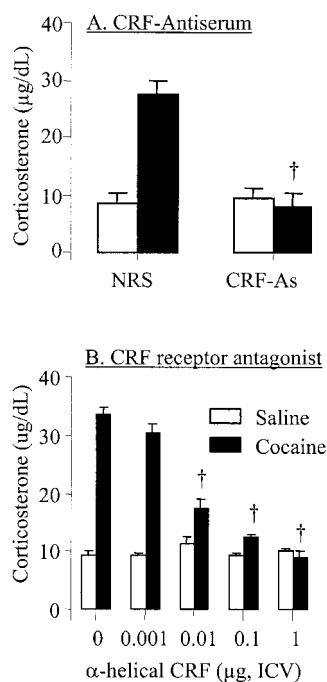 A. CRF-Antiserum
Corticosterone (µg/dL)
40
30
20
10
0
†
NRS CRF-As
B. CRF receptor antagonist
Corticosterone (ug/dL)
40
30
20
10
0
Saline
Cocaine
† † †
0 0.001 0.01 0.1 1
α-helical CRF (µg, ICV)